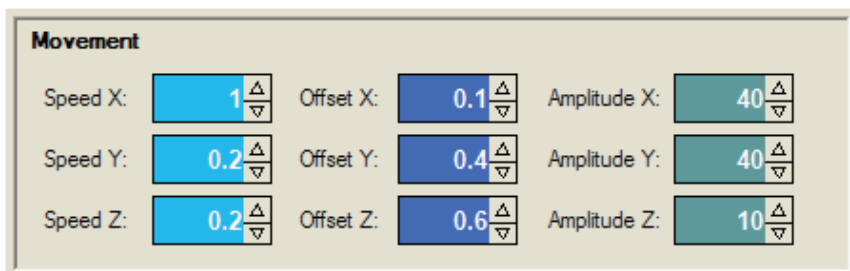 Movement
Speed X: 1 Offset X: 0.1 Amplitude X: 40
Speed Y: 0.2 Offset Y: 0.4 Amplitude Y: 40
Speed Z: 0.2 Offset Z: 0.6 Amplitude Z: 10